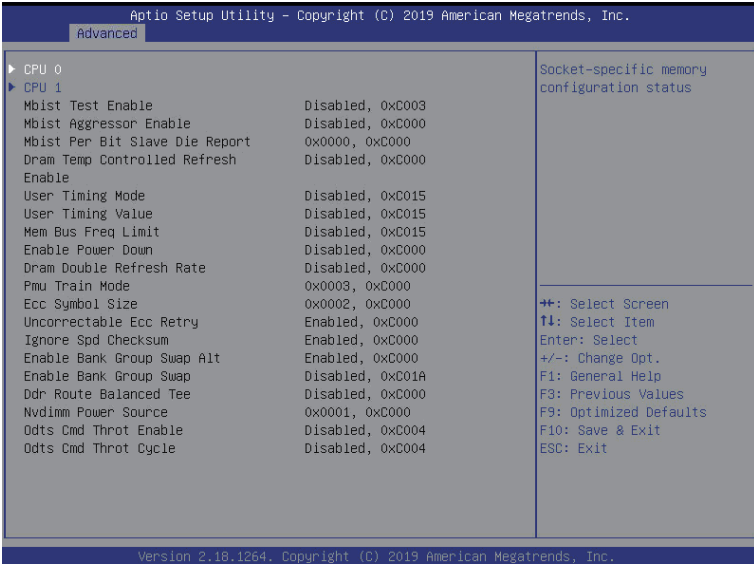 Aptio Setup Utility – Copyright (C) 2019 American Megatrends, Inc.
Advanced
▶ CPU 0
▶ CPU 1
Mbist Test Enable Disabled, 0xC003
Mbist Aggressor Enable Disabled, 0xC000
Mbist Per Bit Slave Die Report 0x0000, 0xC000
Dram Temp Controlled Refresh Disabled, 0xC000
Enable
User Timing Mode Disabled, 0xC015
User Timing Value Disabled, 0xC015
Mem Bus Freq Limit Disabled, 0xC015
Enable Power Down Disabled, 0xC000
Dram Double Refresh Rate Disabled, 0xC000
Pmu Train Mode 0x0003, 0xC000
Ecc Symbol Size 0x0002, 0xC000
Uncorrectable Ecc Retry Enabled, 0xC000
Ignore Spd Checksum Enabled, 0xC000
Enable Bank Group Swap Alt Enabled, 0xC000
Enable Bank Group Swap Disabled, 0xC01A
Ddr Route Balanced Tee Disabled, 0xC000
Nvdimm Power Source 0x0001, 0xC000
Odts Cmd Throt Enable Disabled, 0xC004
Odts Cmd Throt Cycle Disabled, 0xC004
Socket-specific memory
configuration status
→←: Select Screen
↑↓: Select Item
Enter: Select
+/-: Change Opt.
F1: General Help
F3: Previous Values
F9: Optimized Defaults
F10: Save & Exit
ESC: Exit
Version 2.18.1264. Copyright (C) 2019 American Megatrends, Inc.